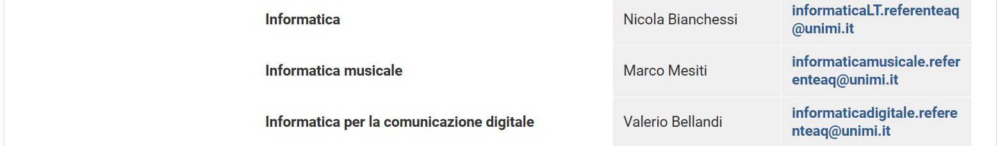 Informatica
Nicola Bianchessi
informaticaLT.referenteaq
@unimi.it
Informatica musicale
Marco Mesiti
informaticamusicale.refer
enteaq@unimi.it
Informatica per la comunicazione digitale
Valerio Bellandi
informaticadigitale.refere
nteaq@unimi.it